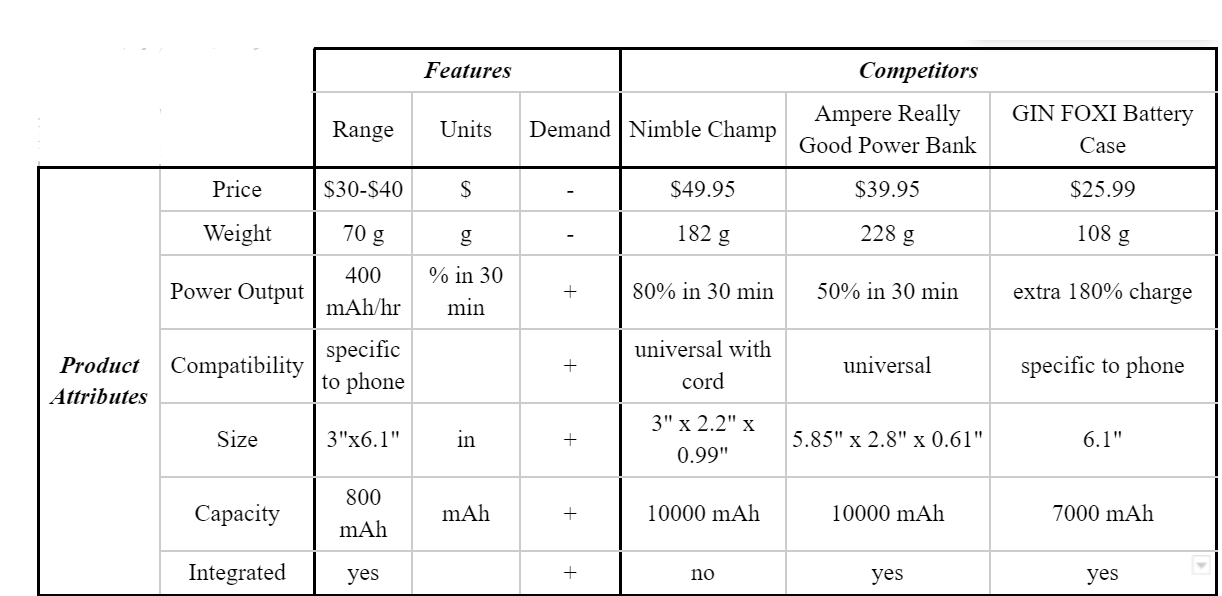 Features Competitors
Range Units Demand Nimble Champ Ampere Really Good Power Bank GIN FOXI Battery Case
Product Attributes
Price $30-$40 $ - $49.95 $39.95 $25.99
Weight 70 g g - 182 g 228 g 108 g
Power Output 400 mAh/hr % in 30 min + 80% in 30 min 50% in 30 min extra 180% charge
Compatibility specific to phone + universal with cord universal specific to phone
Size 3"x6.1" in + 3" x 2.2" x 0.99" 5.85" x 2.8" x 0.61" 6.1"
Capacity 800 mAh mAh + 10000 mAh 10000 mAh 7000 mAh
Integrated yes + no yes yes